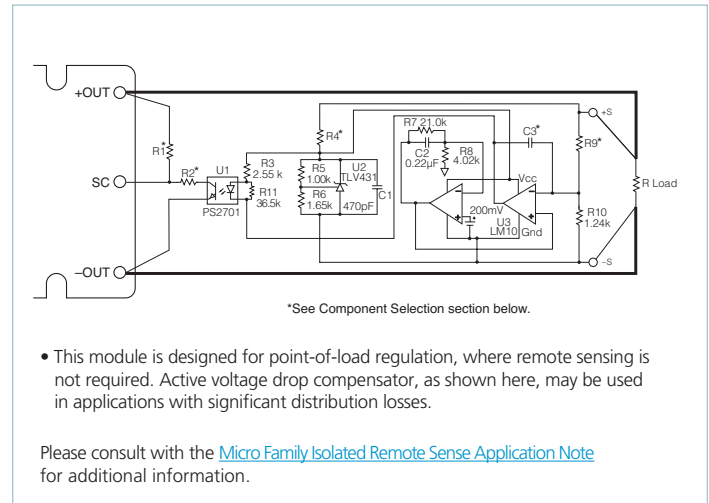 +OUT
R1*
SC
R2*
U1
PS2701
–OUT
R3
2.55 k
R11
36.5k
R4*
R5
1.00k
R6
1.65k
U2
TLV431
470pF
C1
R7 21.0k
C2
0.22µF
R8
4.02k
C3*
Vcc
200mV
U3
LM10
Gnd
+S
R9*
R10
1.24k
–S
R Load
*See Component Selection section below.
• This module is designed for point-of-load regulation, where remote sensing is
not required. Active voltage drop compensator, as shown here, may be used
in applications with significant distribution losses.
Please consult with the Micro Family Isolated Remote Sense Application Note
for additional information.